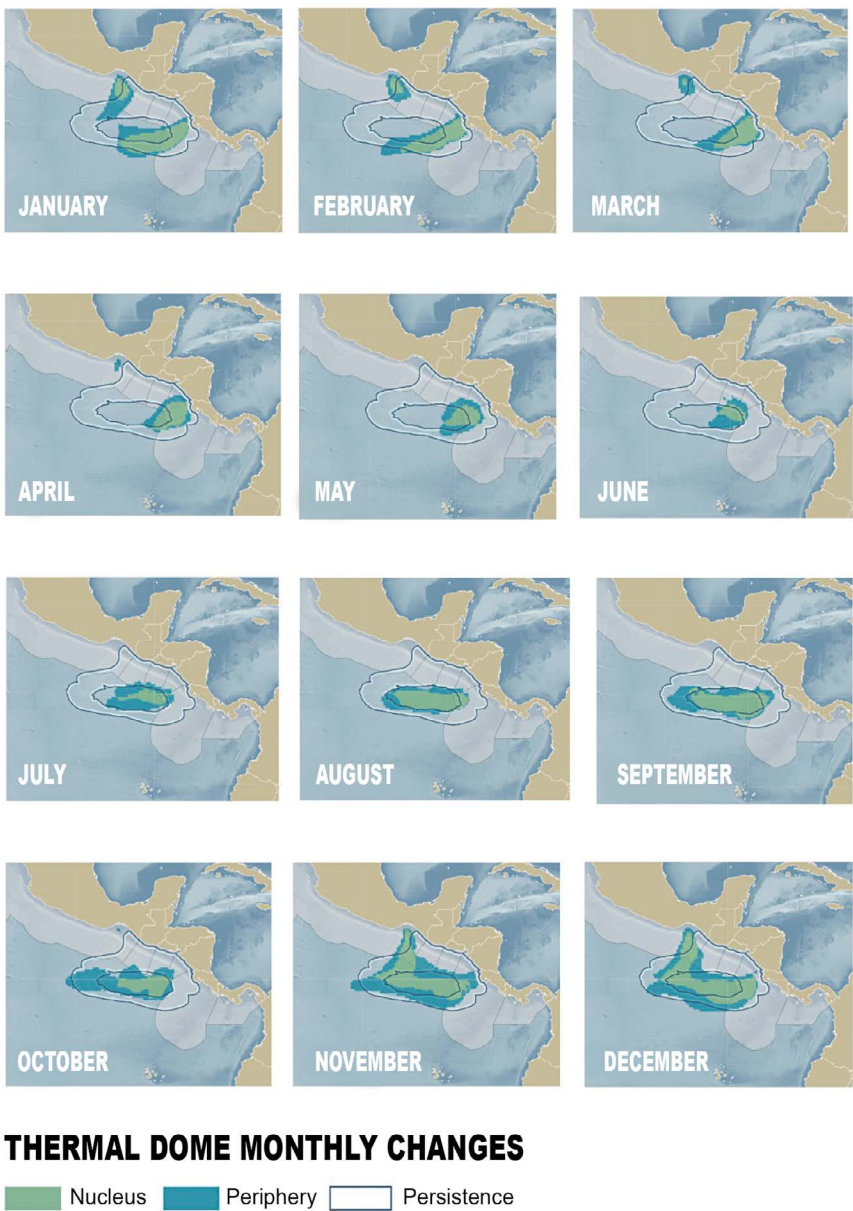 JANUARY
FEBRUARY
MARCH
APRIL
MAY
JUNE
JULY
AUGUST
SEPTEMBER
OCTOBER
NOVEMBER
DECEMBER
THERMAL DOME MONTHLY CHANGES
Nucleus Periphery Persistence